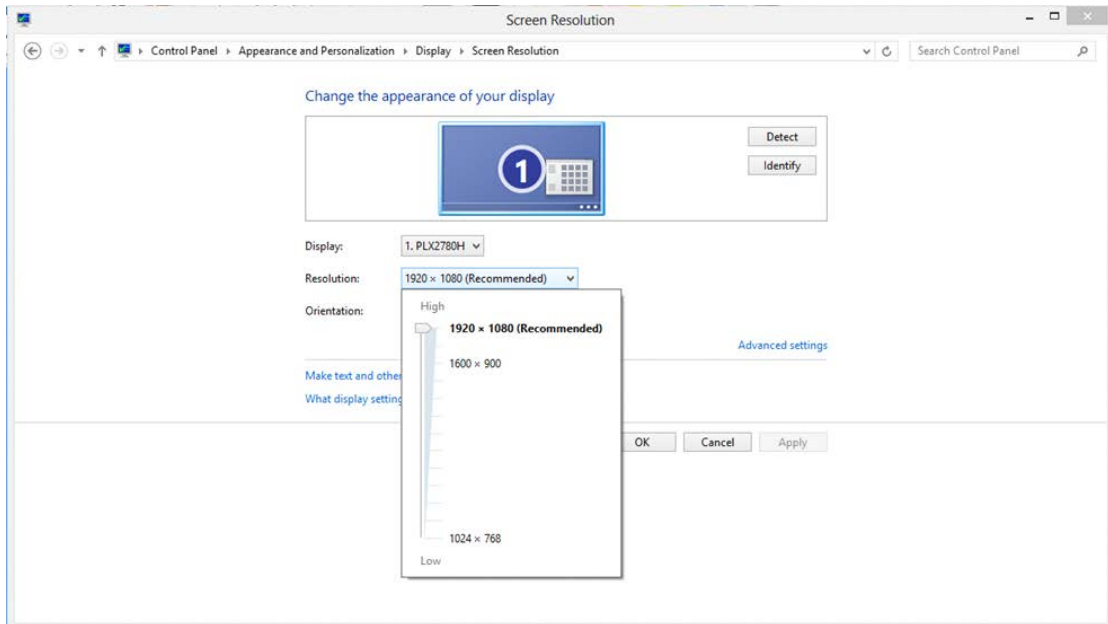 Screen Resolution
Control Panel Appearance and Personalization Display Screen Resolution Search Control Panel
Change the appearance of your display
1
Detect
Identify
Display: 1. PLX2780H
Resolution: 1920 × 1080 (Recommended)
Orientation:
High
1920 × 1080 (Recommended)
Advanced settings
1600 × 900
Make text and other
What display setting
OK Cancel Apply
1024 × 768
Low